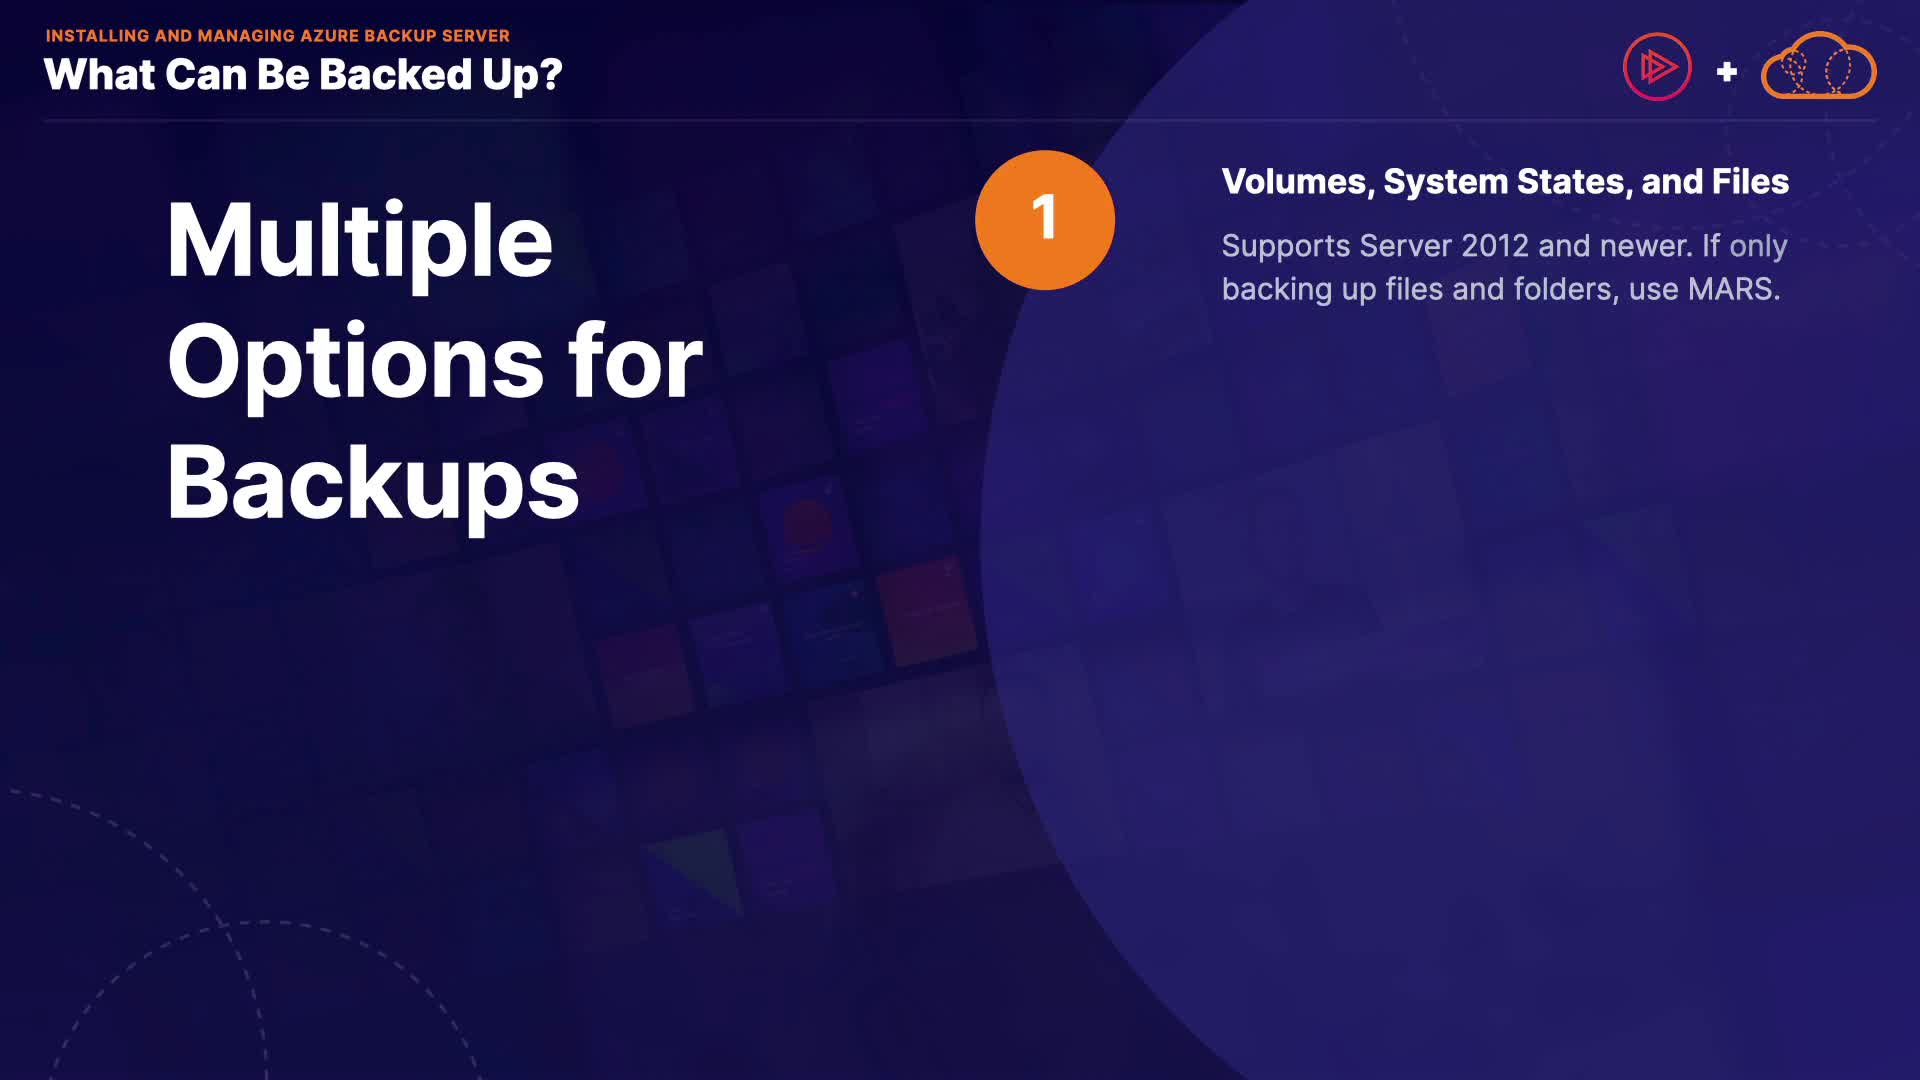 INSTALLING AND MANAGING AZURE BACKUP SERVER
What Can Be Backed Up?
Multiple
Options for
Backups
1
Volumes, System States, and Files
Supports Server 2012 and newer. If only
backing up files and folders, use MARS.